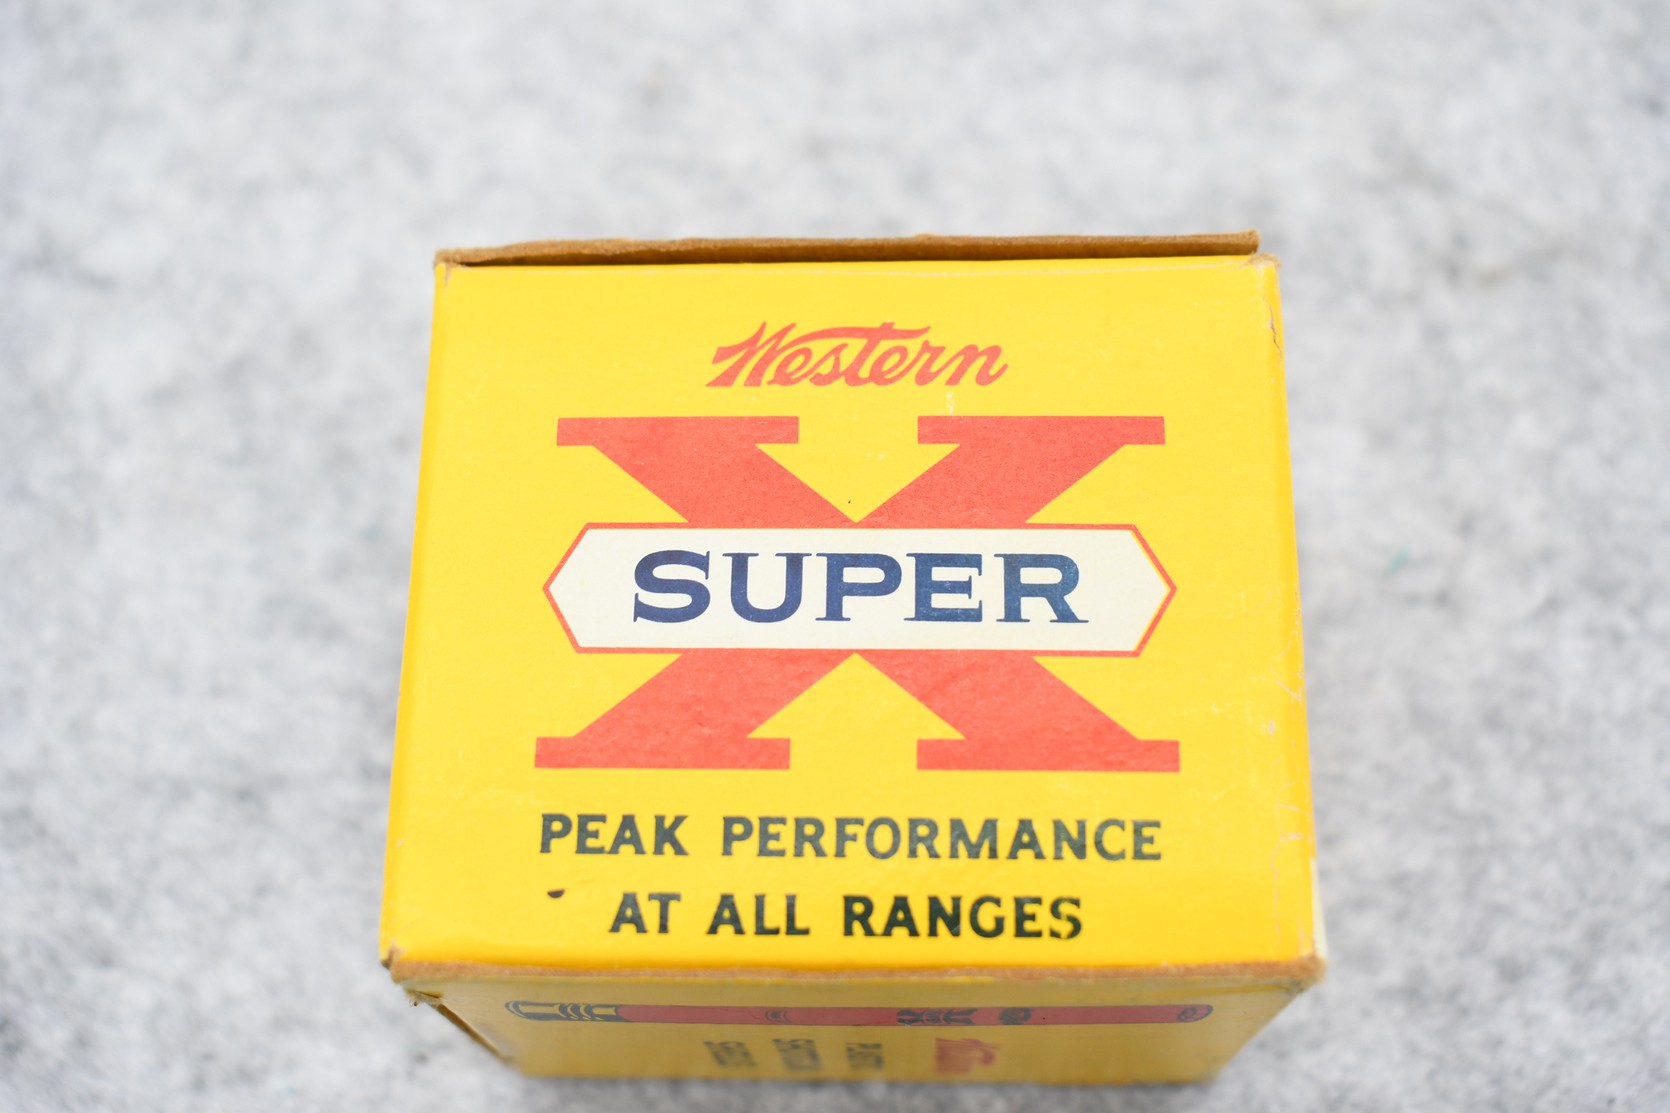 Western
X
SUPER
PEAK PERFORMANCE
AT ALL RANGES